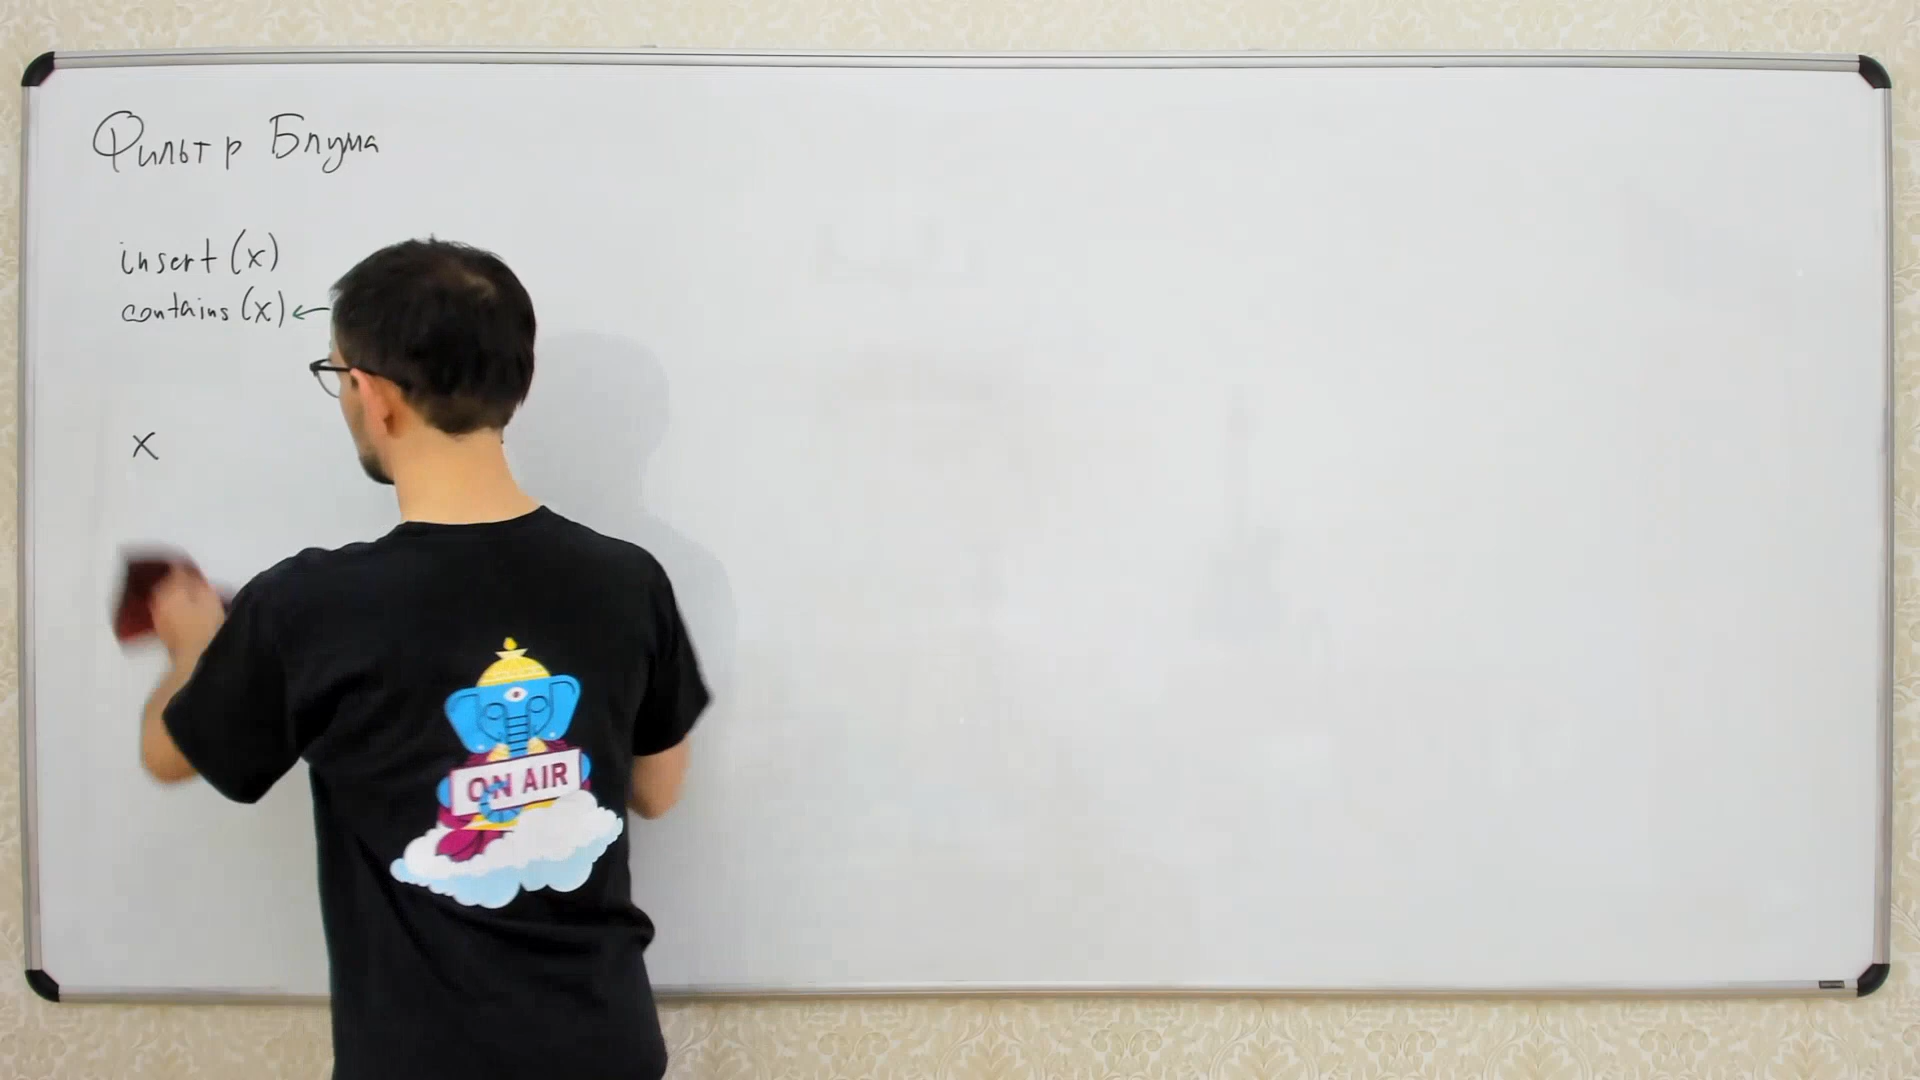 Фильтр Блума
insert (x)
contains (x) ←
x
ON AIR